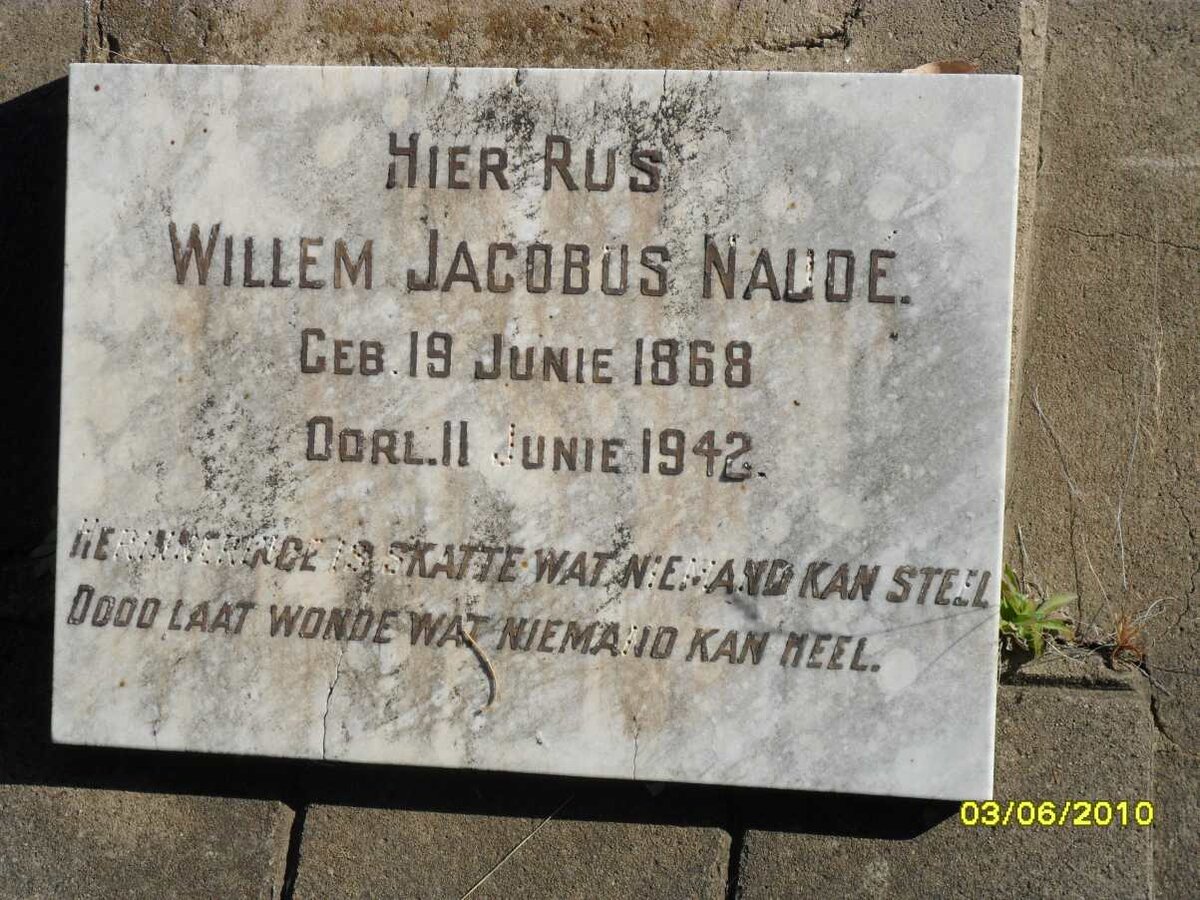 HIER RUS
WILLEM JACOBUS NAUDE.
GEB. 19 JUNIE 1868
OORL. 11 JUNIE 1942.
HERINNERINGE IS SKATTE WAT NIEMAND KAN STEEL
DOOD LAAT WONDE WAT NIEMAND KAN HEEL.
03/06/2010